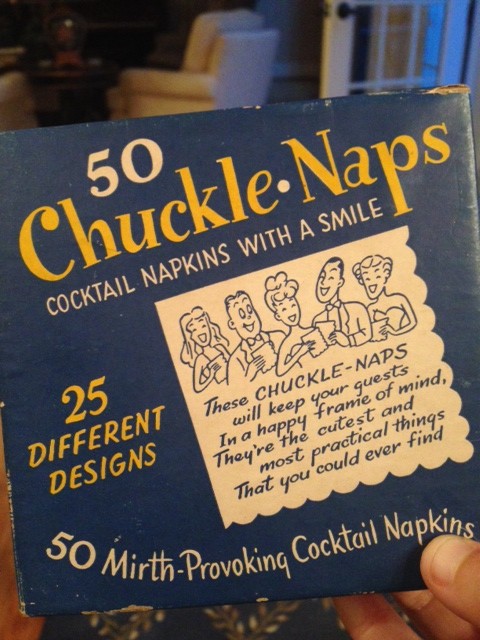 50
Chuckle·Naps
COCKTAIL NAPKINS WITH A SMILE
25
DIFFERENT
DESIGNS
These CHUCKLE-NAPS
will keep your guests
In a happy frame of mind,
They're the cutest and
most practical things
That you could ever find
50 Mirth-Provoking Cocktail Napkins